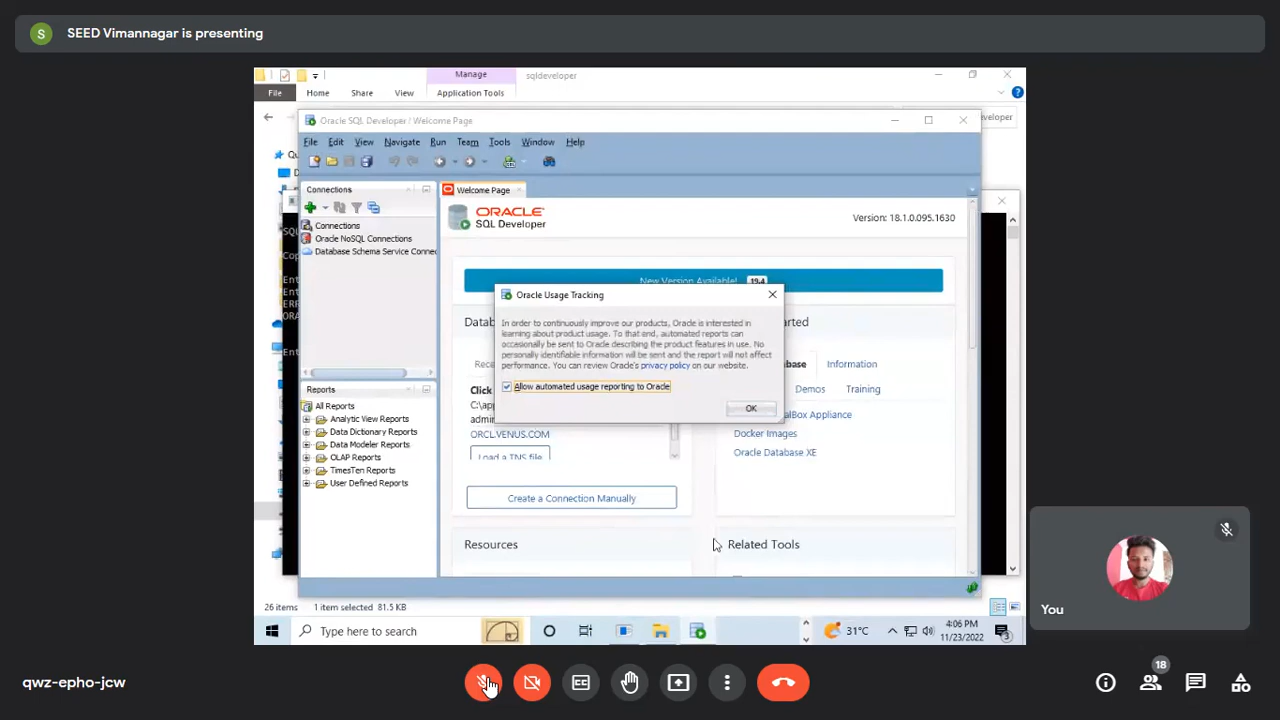 S SEED Vimannagar is presenting
Manage
sqldeveloper
File Home Share View Application Tools
Oracle SQL Developer / Welcome Page
File Edit View Navigate Run Team Tools Window Help
Connections
Connections
Oracle NoSQL Connections
Database Schema Service Connec
Welcome Page
ORACLE
SQL Developer
Version: 18.1.0.095.1630
New Version Available! 19.4
Oracle Usage Tracking
In order to continuously improve our products, Oracle is interested in
learning about product usage. To that end, automated reports can
occasionally be sent to Oracle describing the product features in use. No
personally identifiable information will be sent and the report will not affect
performance. You can review Oracle's privacy policy on our website.
Allow automated usage reporting to Oracle
OK
Information
Demos Training
Docker Images
Oracle Database XE
Click
C:\app
ORCL.VENUS.COM
Load a TNS file
Create a Connection Manually
Reports
All Reports
Analytic View Reports
Data Dictionary Reports
Data Modeler Reports
OLAP Reports
TimesTen Reports
User Defined Reports
Resources
Related Tools
26 items 1 item selected 81.5 KB
Type here to search
31°C
4:06 PM
11/23/2022
3
You
qwz-epho-jcw
CC
18